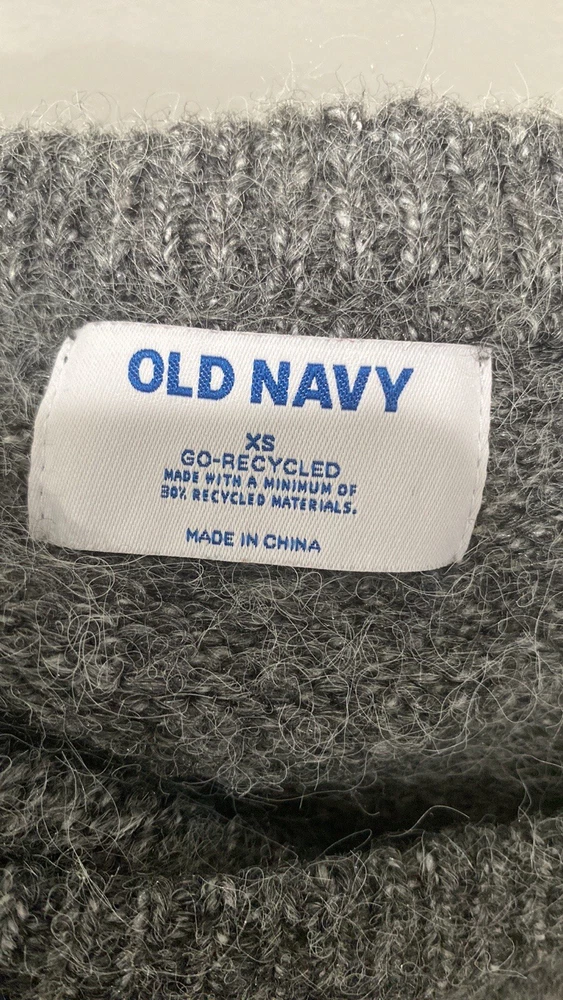 OLD NAVY
XS
GO-RECYCLED
MADE WITH A MINIMUM OF
30% RECYCLED MATERIALS.
MADE IN CHINA